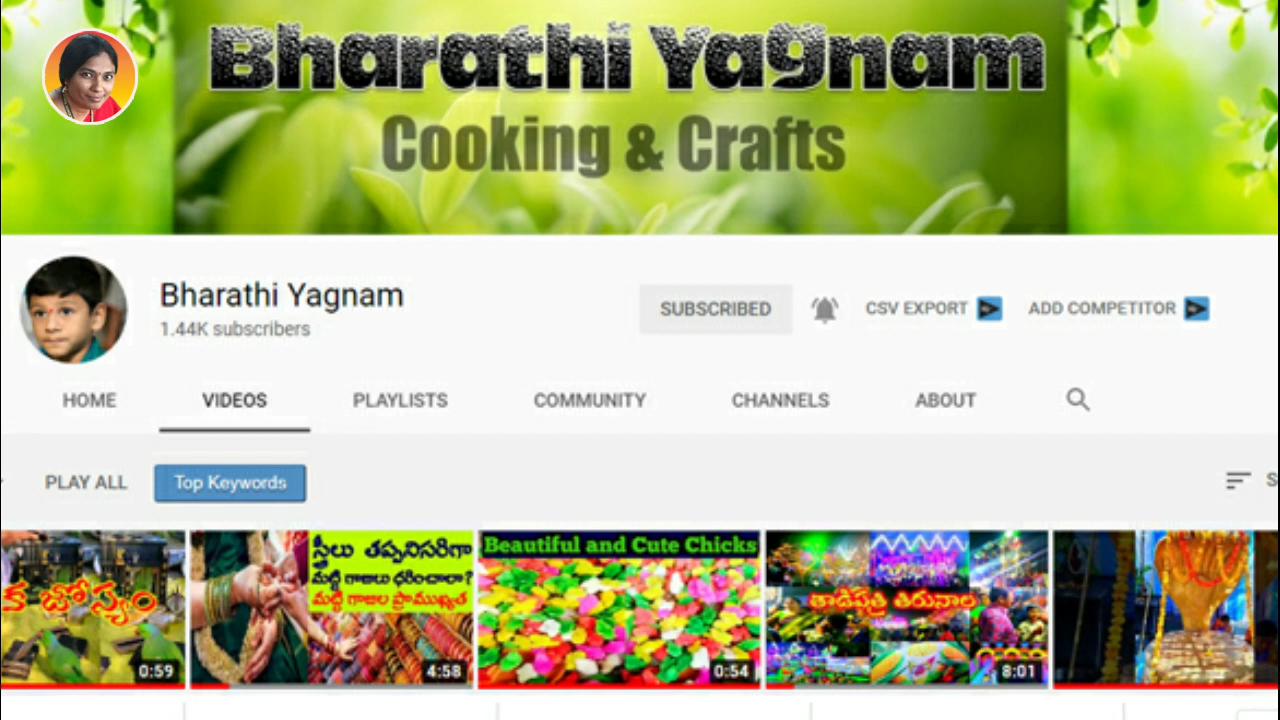 Bharathi Yagnam
Cooking & Crafts
Bharathi Yagnam
1.44K subscribers
SUBSCRIBED
CSV EXPORT
ADD COMPETITOR
HOME
VIDEOS
PLAYLISTS
COMMUNITY
CHANNELS
ABOUT
PLAY ALL
Top Keywords
S
క జోస్యం
0:59
స్త్రీలు తప్పనిసరిగా
మట్టి గాజులు ధరించాలా?
మట్టి గాజుల ప్రాముఖ్యత
4:58
Beautiful and Cute Chicks
0:54
తాడిపత్రి తిరునాల
8:01